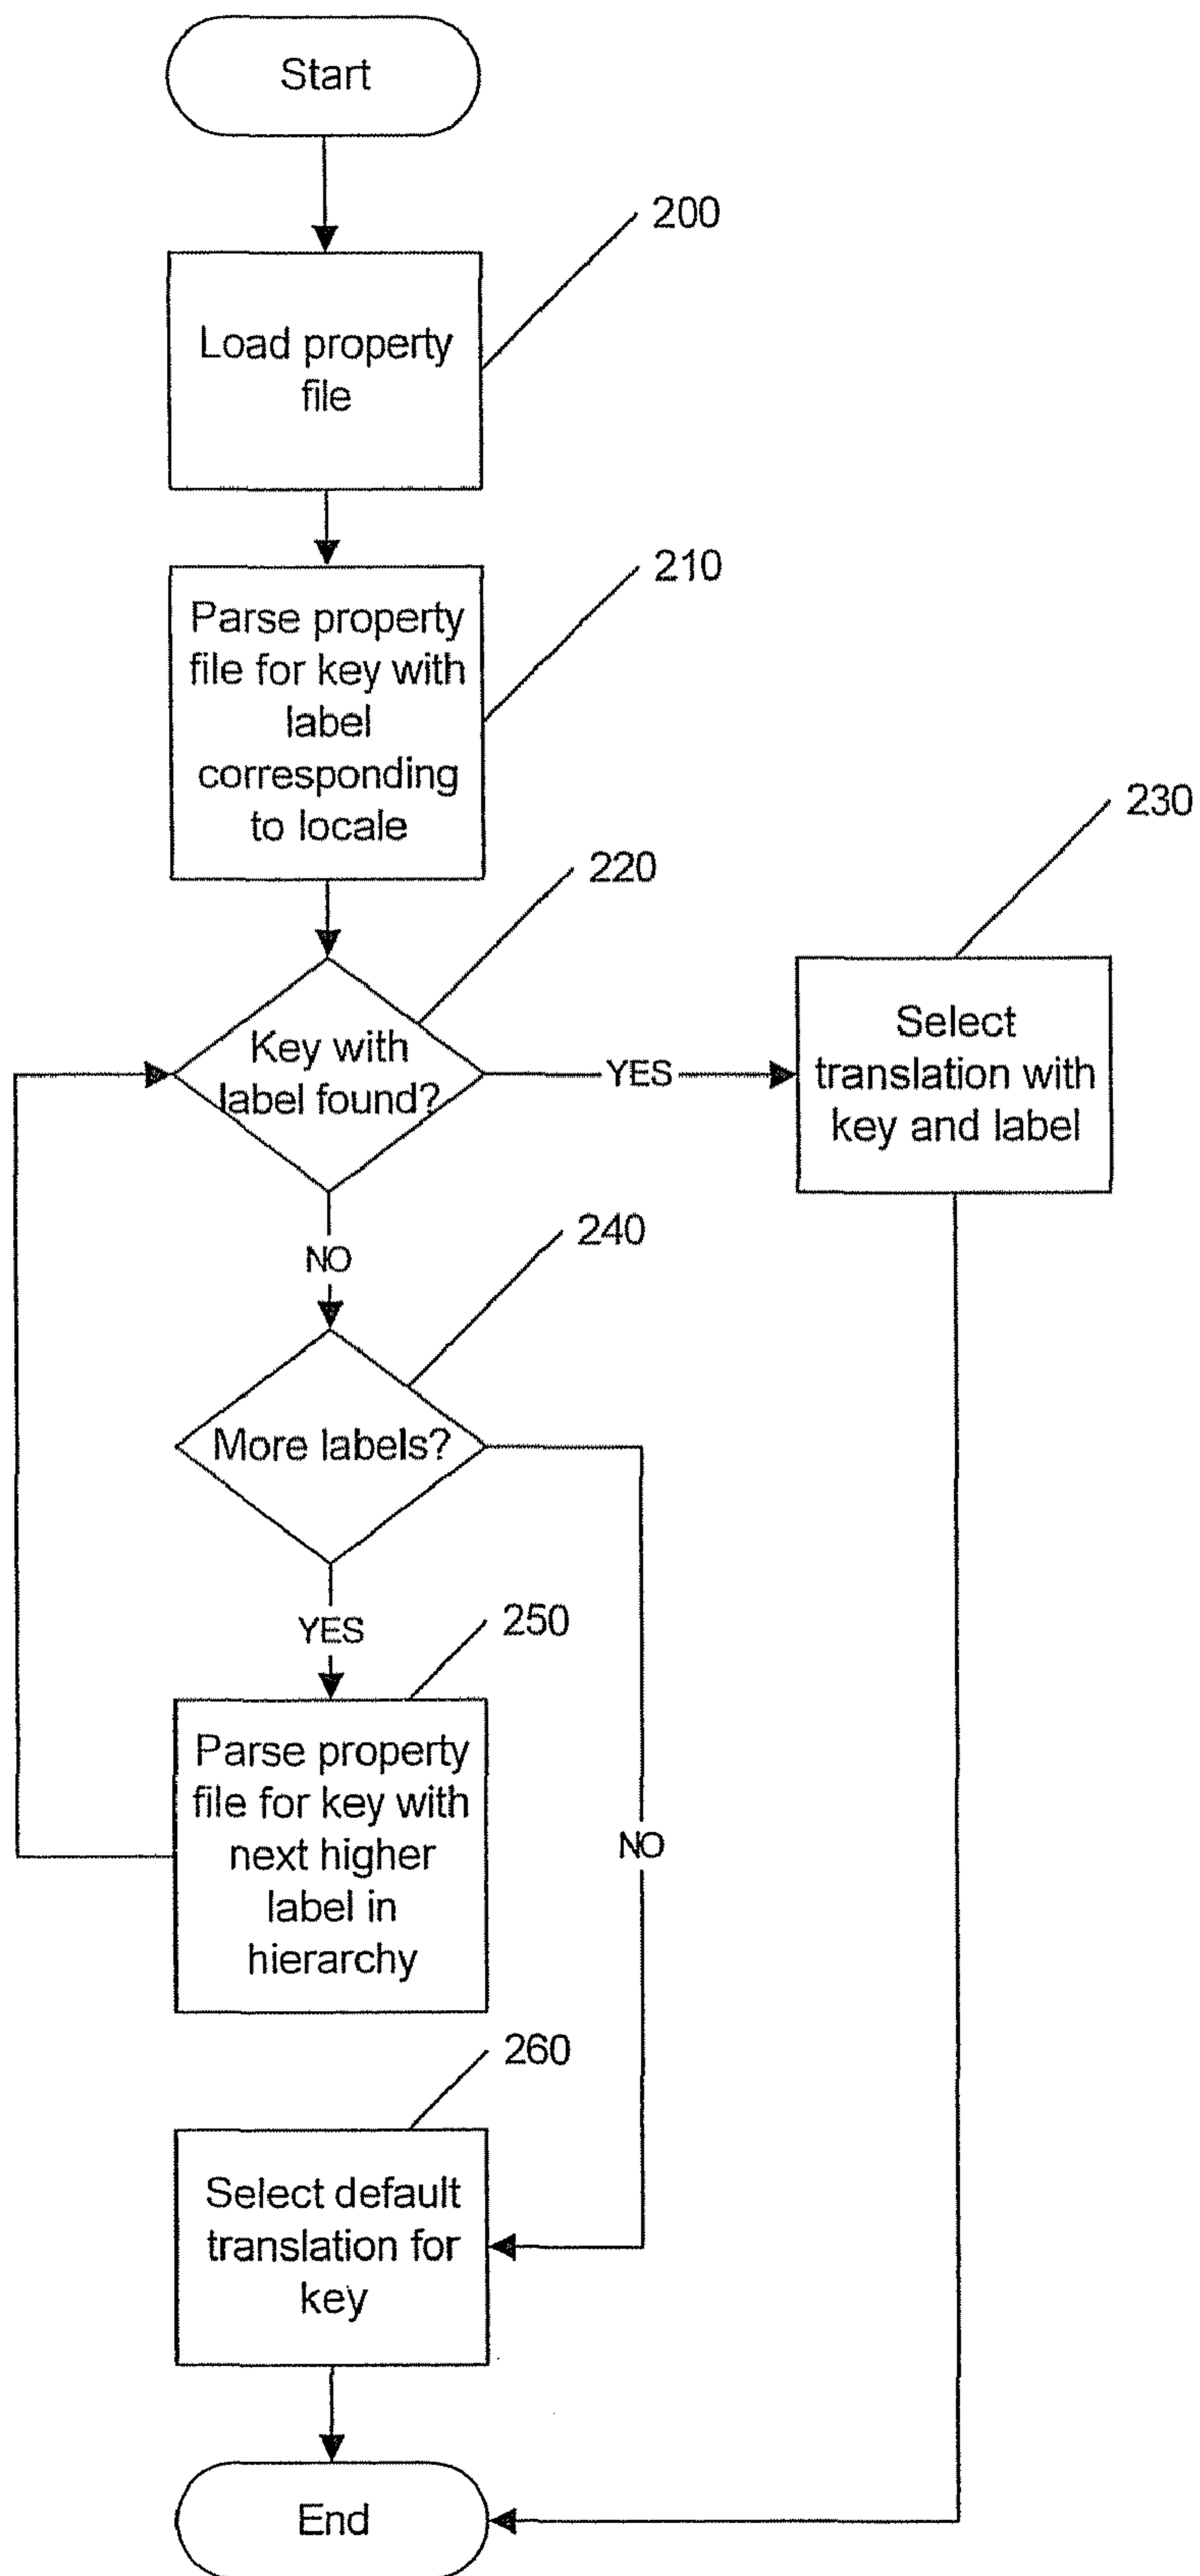 Start
200
Load property
file
210
Parse property
file for key with
label
corresponding
to locale
220
230
Key with
label found?
YES
Select
translation with
key and label
NO
240
More labels?
YES
250
Parse property
file for key with
next higher
label in
hierarchy
NO
260
Select default
translation for
key
End